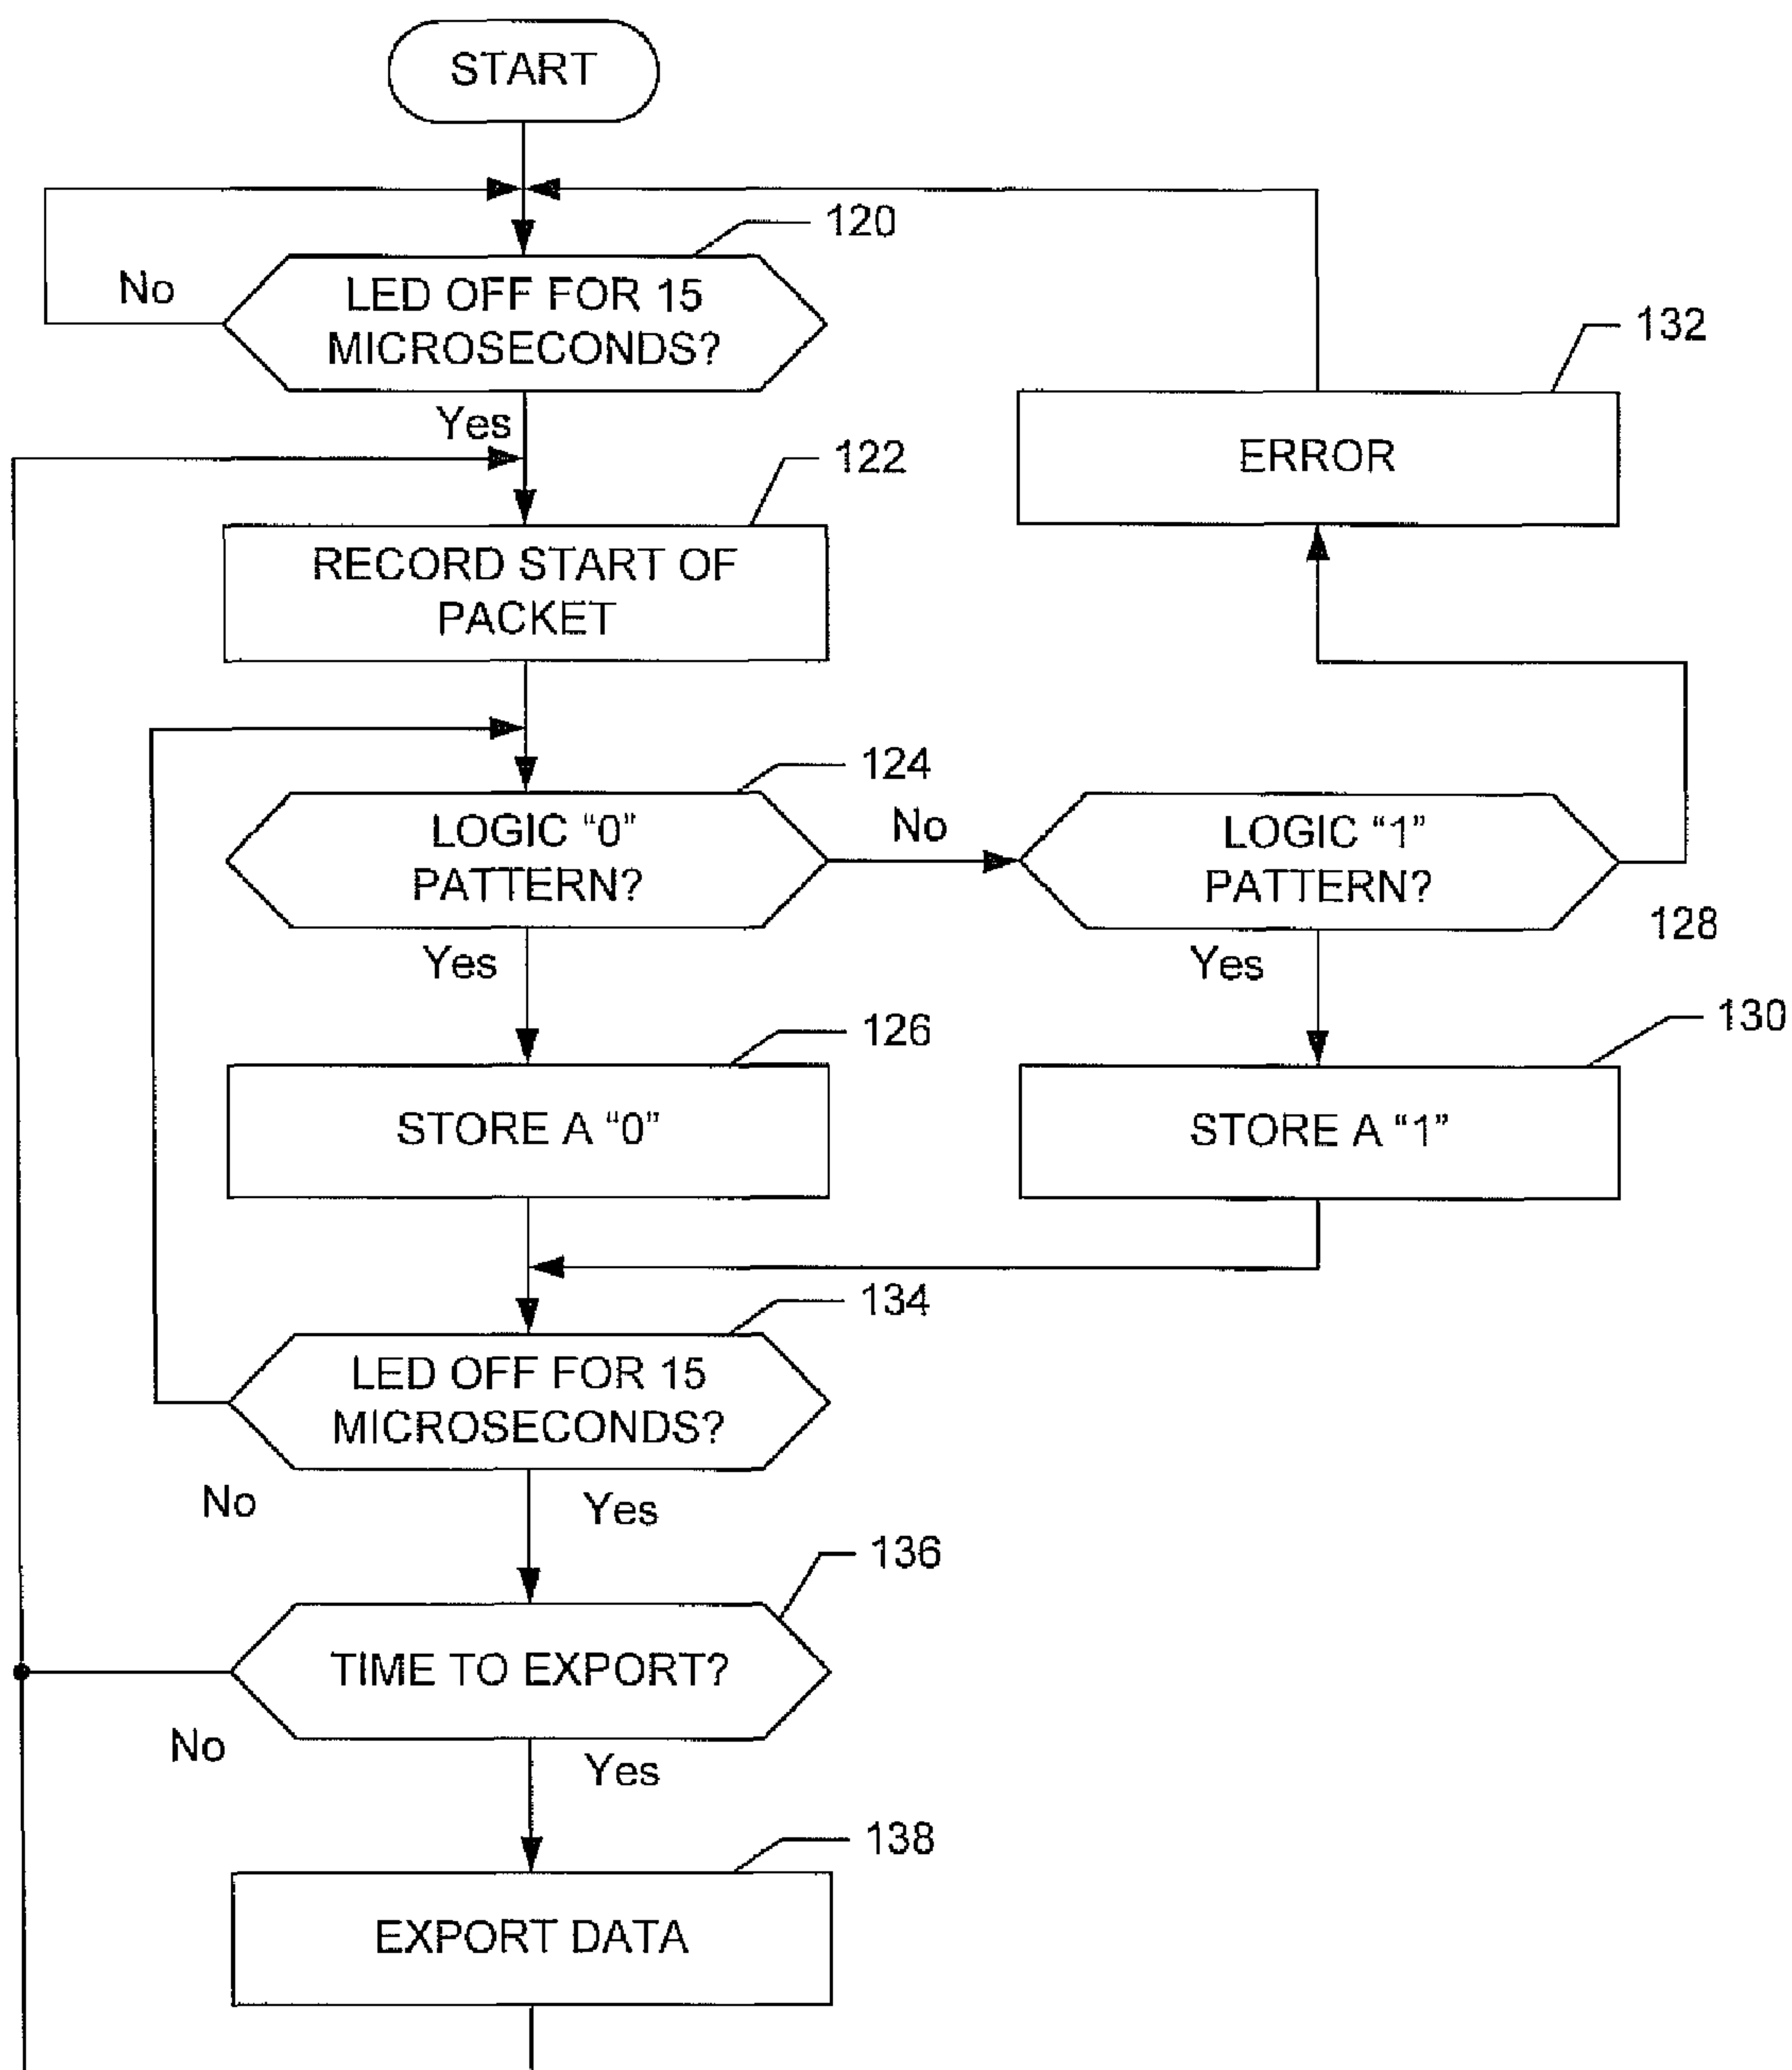 START
120
No
LED OFF FOR 15
MICROSECONDS?
132
Yes
ERROR
122
RECORD START OF
PACKET
124
LOGIC “0”
PATTERN?
No
LOGIC “1”
PATTERN?
128
Yes
Yes
126
130
STORE A “0”
STORE A “1”
134
LED OFF FOR 15
MICROSECONDS?
No
Yes
136
TIME TO EXPORT?
No
Yes
138
EXPORT DATA